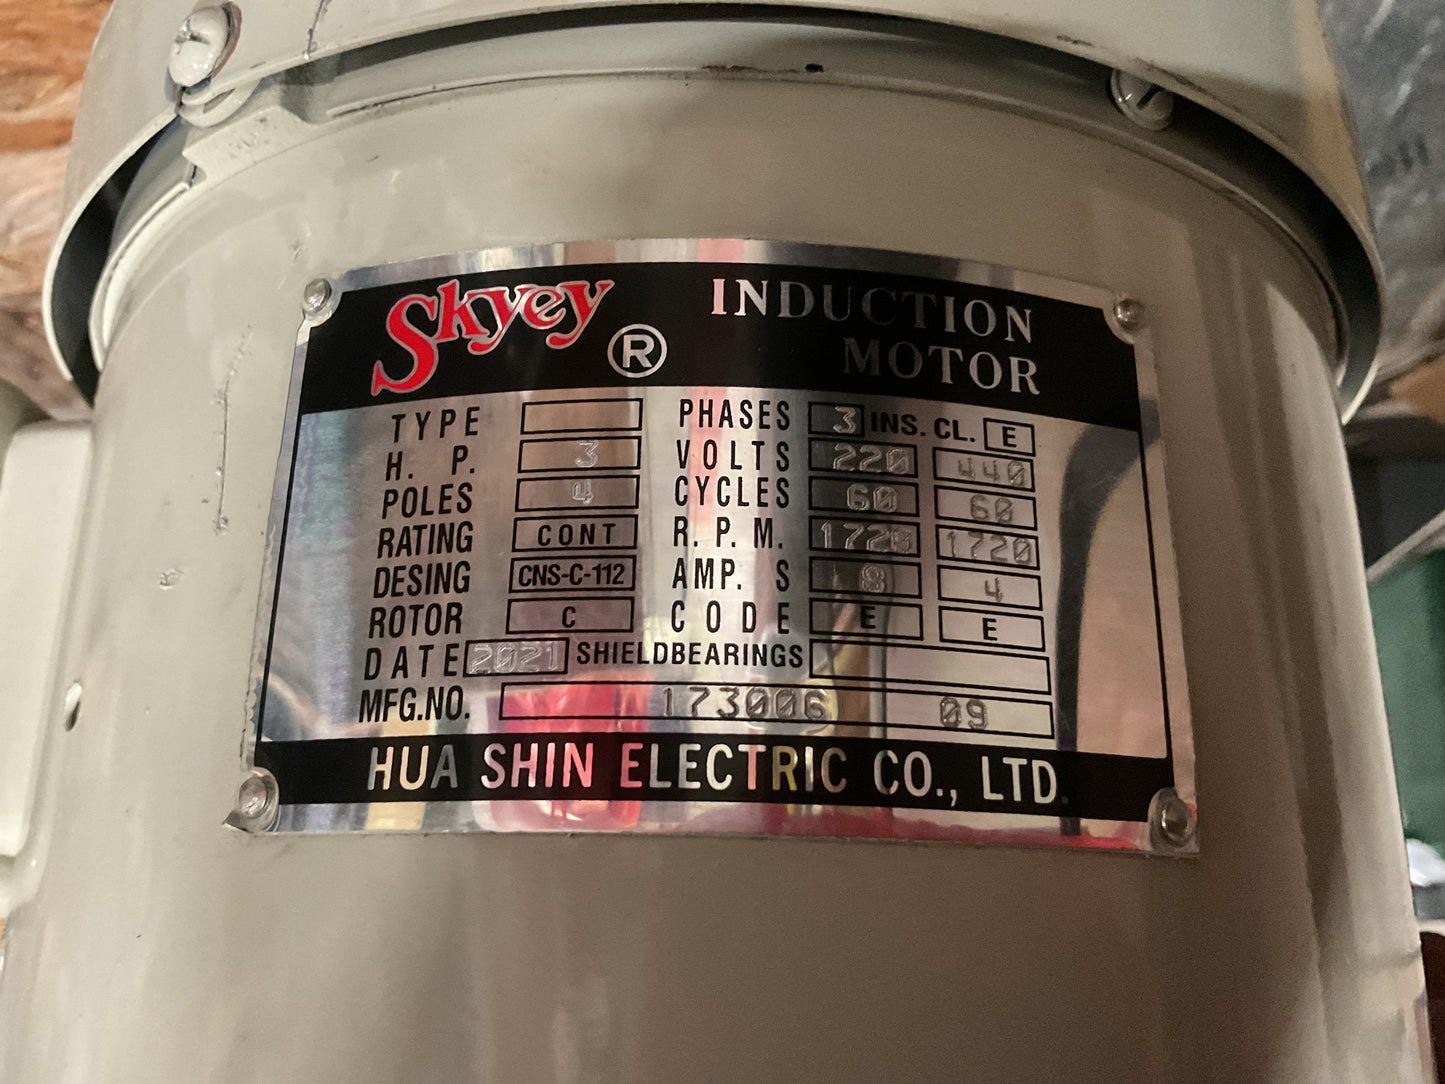 Skyey ® INDUCTION
MOTOR
TYPE PHASES 3 INS. CL. E
H. P. 3 VOLTS 220 440
POLES 4 CYCLES 60 60
RATING CONT R. P. M. 1720 1720
DESING CNS-C-112 AMP. S 8 4
ROTOR C CODE E E
DATE 2021 SHIELDBEARINGS
MFG.NO. 173006 09
HUA SHIN ELECTRIC CO., LTD.